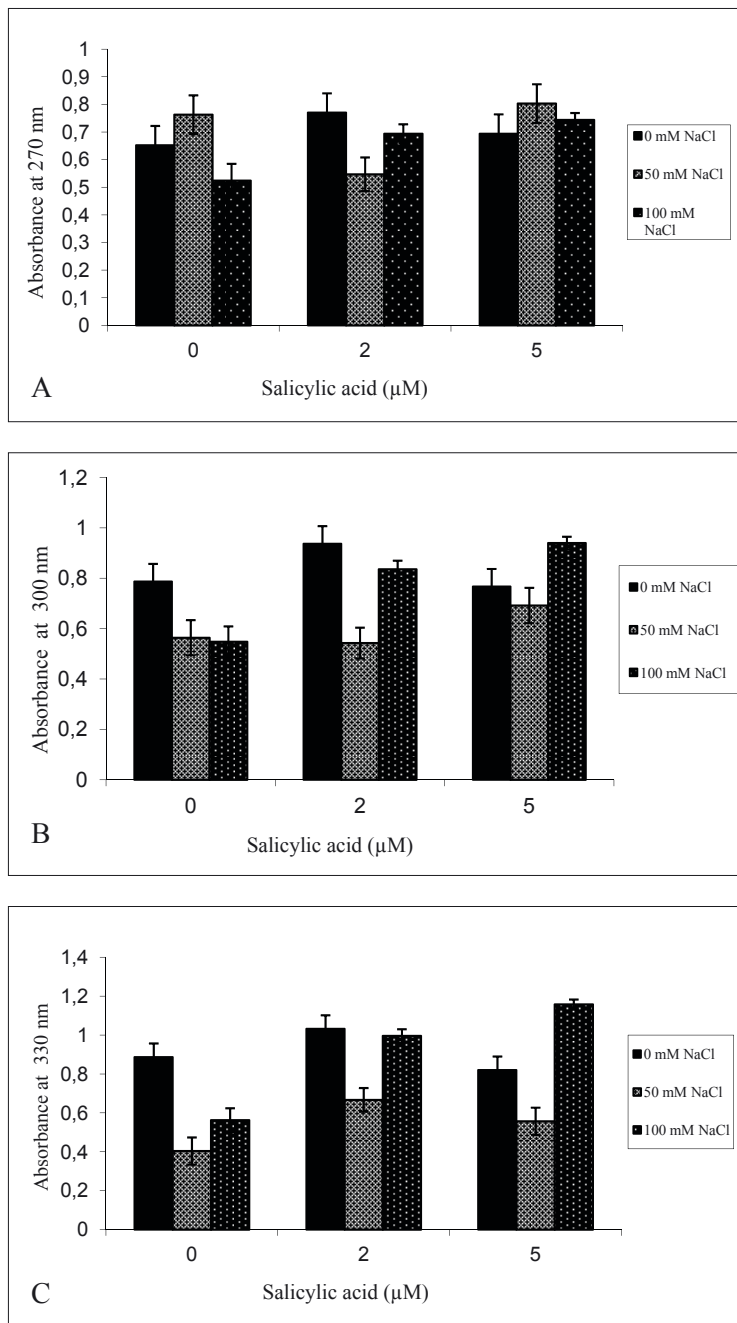 1
0,9
0,8
0,7
0,6
0,5
0,4
0,3
0,2
0,1
0
Absorbance at 270 nm
0 2 5
Salicylic acid (µM)
0 mM NaCl
50 mM NaCl
100 mM
NaCl
A
1,2
1
0,8
0,6
0,4
0,2
0
Absorbance at 300 nm
0 2 5
Salicylic acid (µM)
0 mM NaCl
50 mM NaCl
100 mM NaCl
B
1,4
1,2
1
0,8
0,6
0,4
0,2
0
Absorbance at 330 nm
0 2 5
Salicylic acid (µM)
0 mM NaCl
50 mM NaCl
100 mM NaCl
C